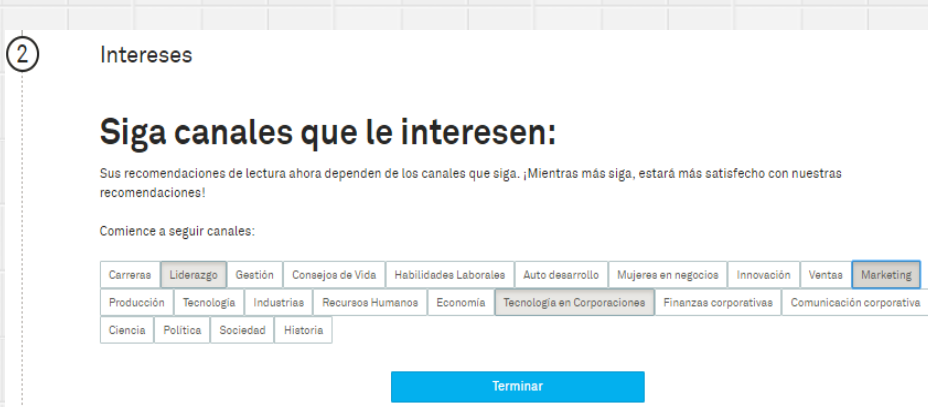 2
Intereses
Siga canales que le interesen:
Sus recomendaciones de lectura ahora dependen de los canales que siga. ¡Mientras más siga, estará más satisfecho con nuestras
recomendaciones!
Comience a seguir canales:
Carreras Liderazgo Gestión Consejos de Vida Habilidades Laborales Auto desarrollo Mujeres en negocios Innovación Ventas Marketing
Producción Tecnología Industrias Recursos Humanos Economía Tecnología en Corporaciones Finanzas corporativas Comunicación corporativa
Ciencia Política Sociedad Historia
Terminar